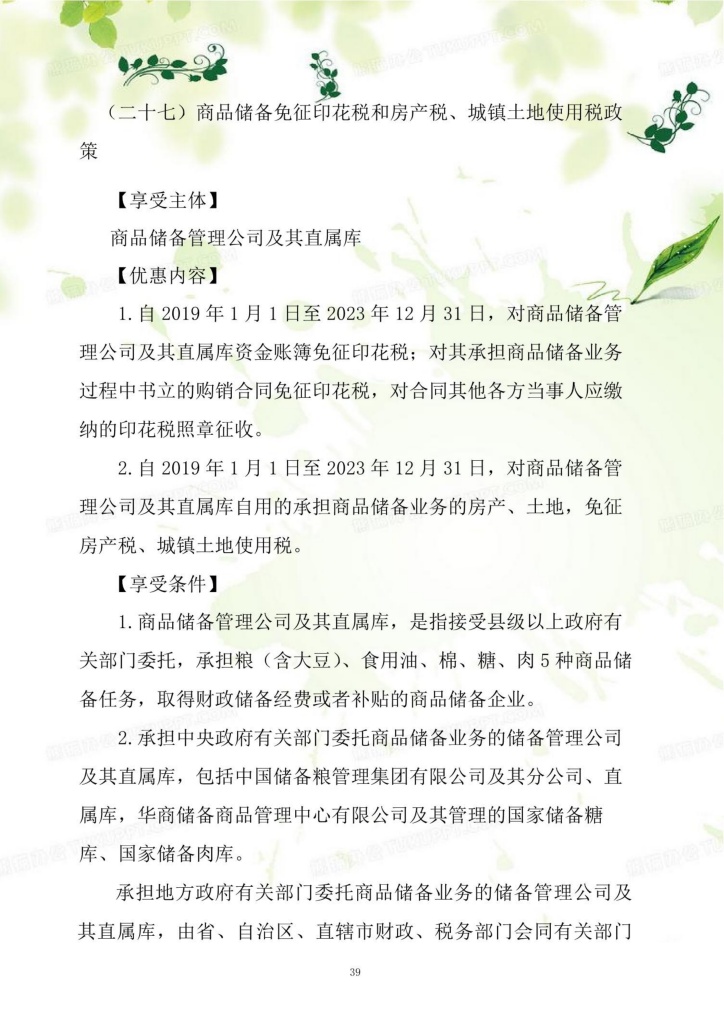 （二十七）商品储备免征印花税和房产税、城镇土地使用税政
策
【享受主体】
商品储备管理公司及其直属库
【优惠内容】
1.自 2019 年 1 月 1 日至 2023 年 12 月 31 日，对商品储备管
理公司及其直属库资金账簿免征印花税；对其承担商品储备业务
过程中书立的购销合同免征印花税，对合同其他各方当事人应缴
纳的印花税照章征收。
2.自 2019 年 1 月 1 日至 2023 年 12 月 31 日，对商品储备管
理公司及其直属库自用的承担商品储备业务的房产、土地，免征
房产税、城镇土地使用税。
【享受条件】
1.商品储备管理公司及其直属库，是指接受县级以上政府有
关部门委托，承担粮（含大豆）、食用油、棉、糖、肉 5 种商品储
备任务，取得财政储备经费或者补贴的商品储备企业。
2.承担中央政府有关部门委托商品储备业务的储备管理公司
及其直属库，包括中国储备粮管理集团有限公司及其分公司、直
属库，华商储备商品管理中心有限公司及其管理的国家储备糖
库、国家储备肉库。
承担地方政府有关部门委托商品储备业务的储备管理公司及
其直属库，由省、自治区、直辖市财政、税务部门会同有关部门
39